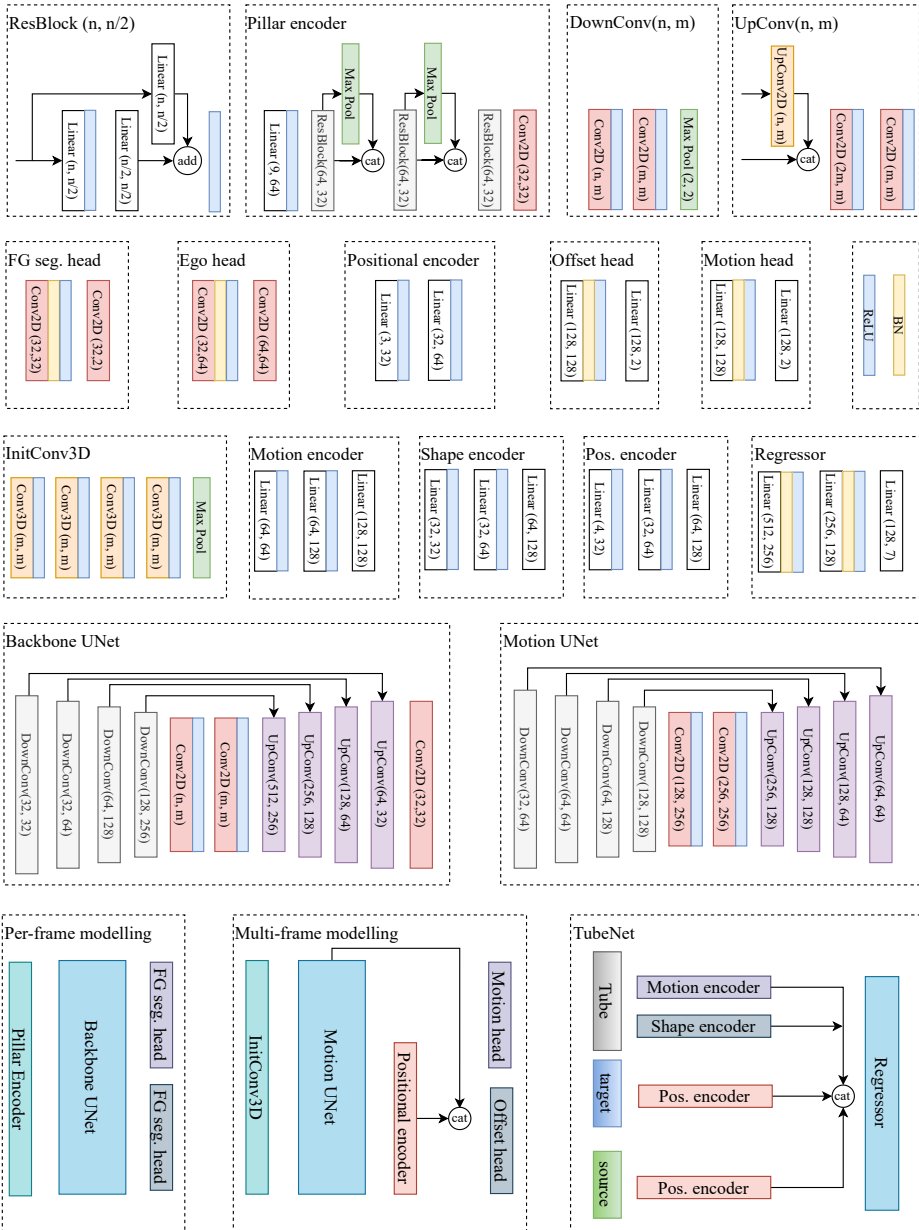 ResBlock (n, n/2)
Linear (n, n/2)
Linear (n/2, n/2)
Linear (n, n/2)
add
Pillar encoder
Linear (9, 64)
ResBlock(64, 32)
Max Pool
cat
ResBlock(64, 32)
Max Pool
cat
ResBlock(64, 32)
Conv2D (32,32)
DownConv(n, m)
Conv2D (n, m)
Conv2D (m, m)
Max Pool (2, 2)
UpConv(n, m)
UpConv2D (n, m)
cat
Conv2D (2m, m)
Conv2D (m, m)
FG seg. head
Conv2D (32,32)
Conv2D (32,2)
Ego head
Conv2D (32,64)
Conv2D (64,64)
Positional encoder
Linear (3, 32)
Linear (32, 64)
Offset head
Linear (128, 128)
Linear (128, 2)
Motion head
Linear (128, 128)
Linear (128, 2)
ReLU
BN
InitConv3D
Conv3D (m, m)
Conv3D (m, m)
Conv3D (m, m)
Conv3D (m, m)
Max Pool
Motion encoder
Linear (64, 64)
Linear (64, 128)
Linear (128, 128)
Shape encoder
Linear (32, 32)
Linear (32, 64)
Linear (64, 128)
Pos. encoder
Linear (4, 32)
Linear (32, 64)
Linear (64, 128)
Regressor
Linear (512, 256)
Linear (256, 128)
Linear (128, 7)
Backbone UNet
DownConv(32, 32)
DownConv(32, 64)
DownConv(64, 128)
DownConv(128, 256)
Conv2D (n, m)
Conv2D (m, m)
UpConv(512, 256)
UpConv(256, 128)
UpConv(128, 64)
UpConv(64, 32)
Conv2D (32,32)
Motion UNet
DownConv(32, 64)
DownConv(64, 64)
DownConv(64, 128)
DownConv(128, 128)
Conv2D (128, 256)
Conv2D (256, 256)
UpConv(256, 128)
UpConv(128, 128)
UpConv(128, 64)
UpConv(64, 64)
Per-frame modelling
Pillar Encoder
Backbone UNet
FG seg. head
FG seg. head
Multi-frame modelling
InitConv3D
Motion UNet
Positional encoder
cat
Motion head
Offset head
TubeNet
Tube
target
source
Motion encoder
Shape encoder
Pos. encoder
Pos. encoder
cat
Regressor